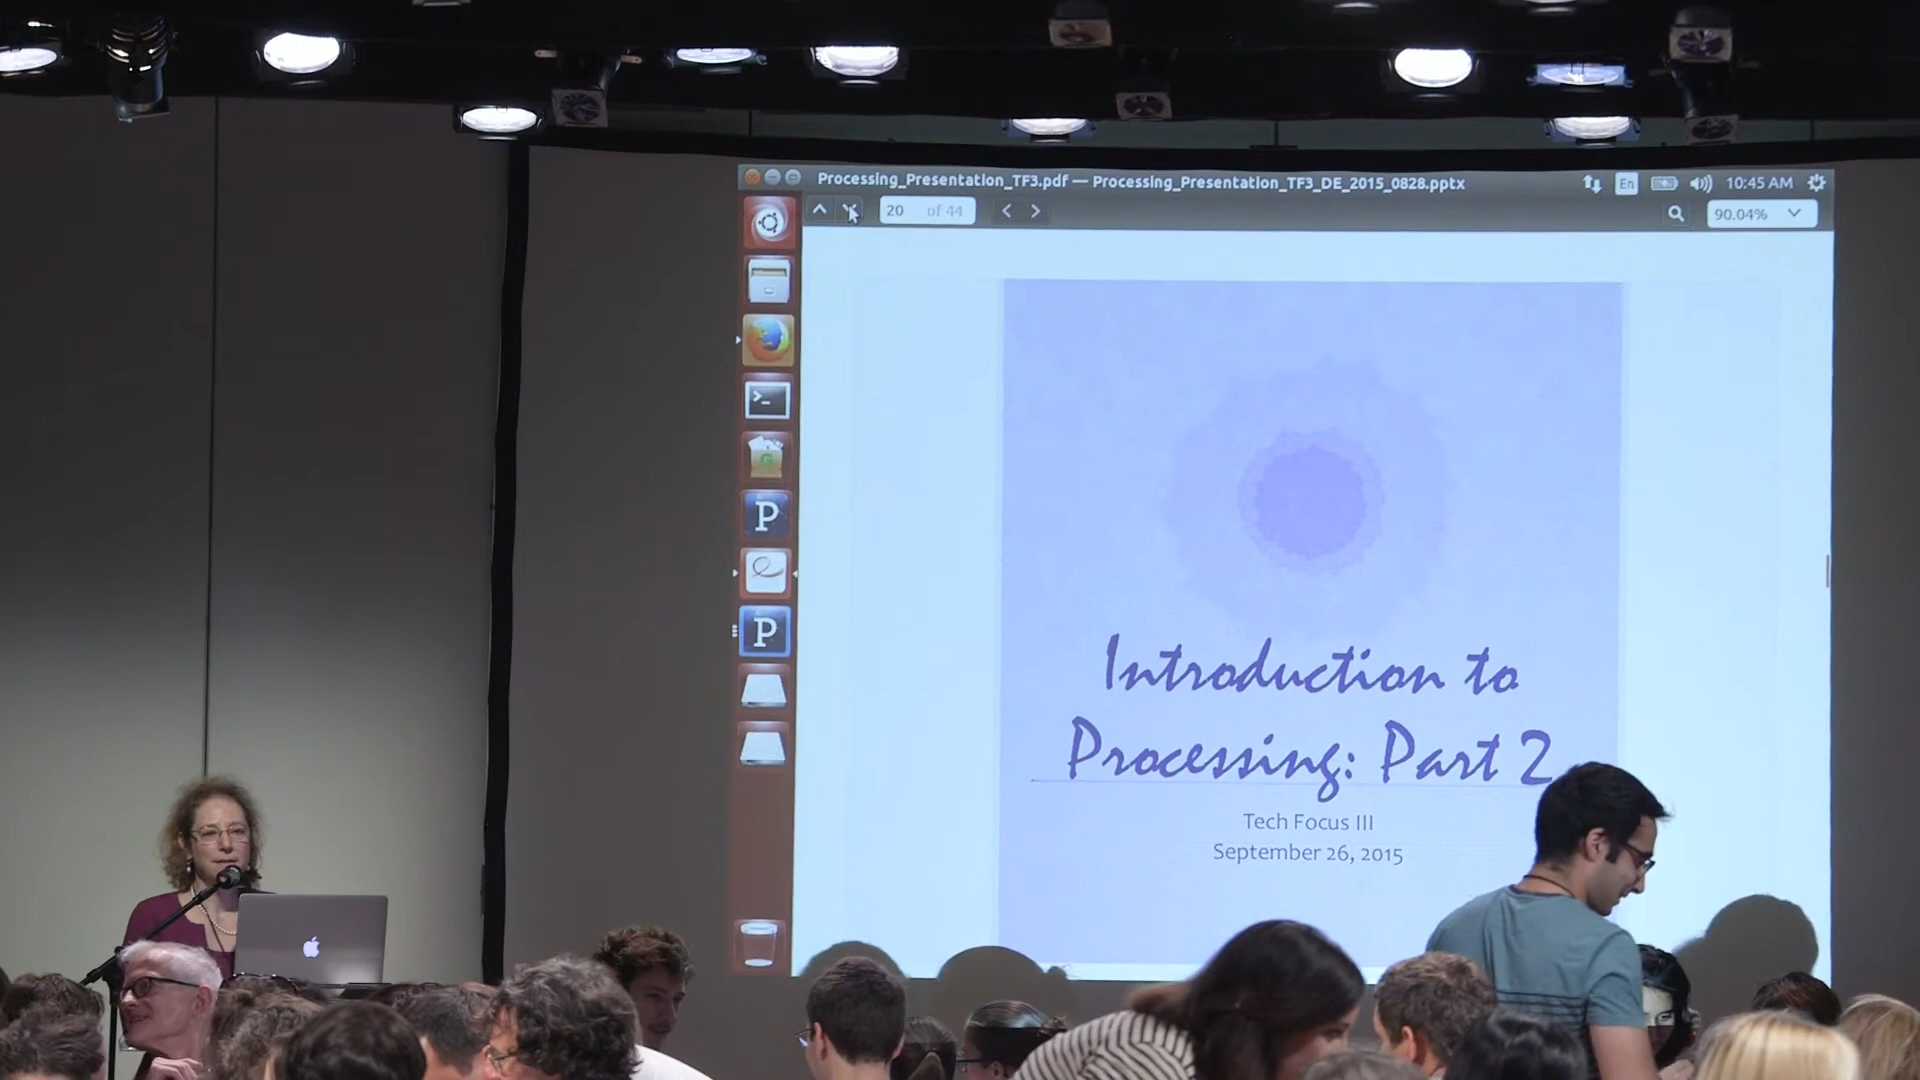 Processing_Presentation_TF3.pdf — Processing_Presentation_TF3_DE_2015_0828.pptx
En
10:45 AM
20 of 44
90.04%
>_
G
P
P
Introduction to
Processing: Part 2
Tech Focus III
September 26, 2015